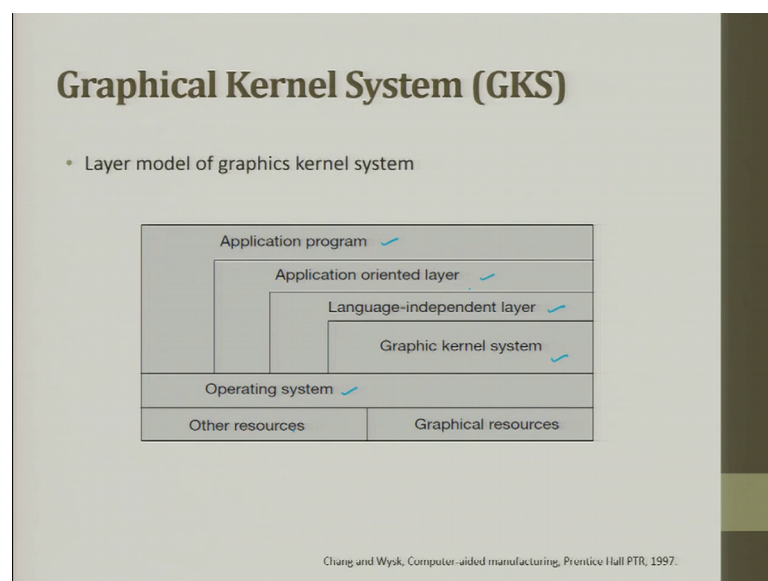 Graphical Kernel System (GKS)
• Layer model of graphics kernel system
Application program
Application oriented layer
Language-independent layer
Graphic kernel system
Operating system
Other resources
Graphical resources
Chang and Wysk, Computer-aided manufacturing, Prentice Hall PTR, 1997.